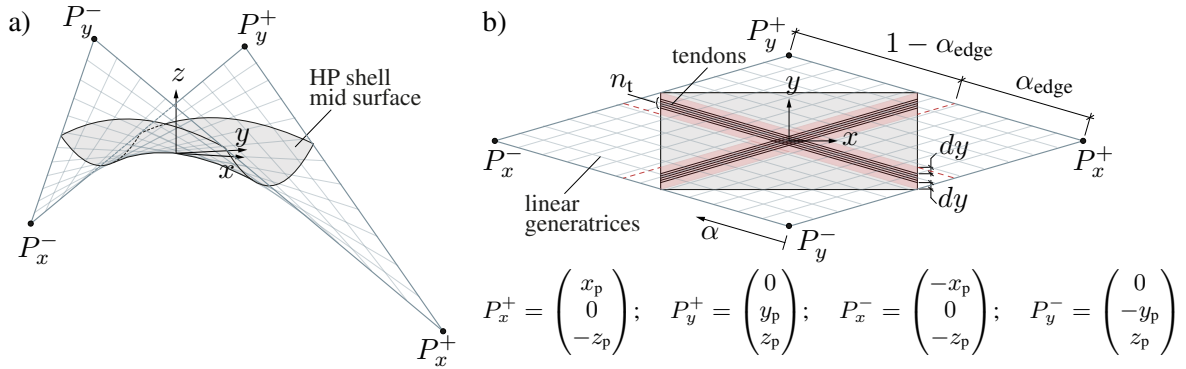 a)
P_y^-
P_y^+
z
HP shell
mid surface
y
x
P_x^-
P_x^+
b)
P_y^+
1 − α_edge
tendons
n_t
y
α_edge
x
dy
P_x^-
P_x^+
linear
generatrices
dy
α
P_y^-
P_x^+ = (x_p 0 −z_p); P_y^+ = (0 y_p z_p); P_x^- = (−x_p 0 −z_p); P_y^- = (0 −y_p z_p)